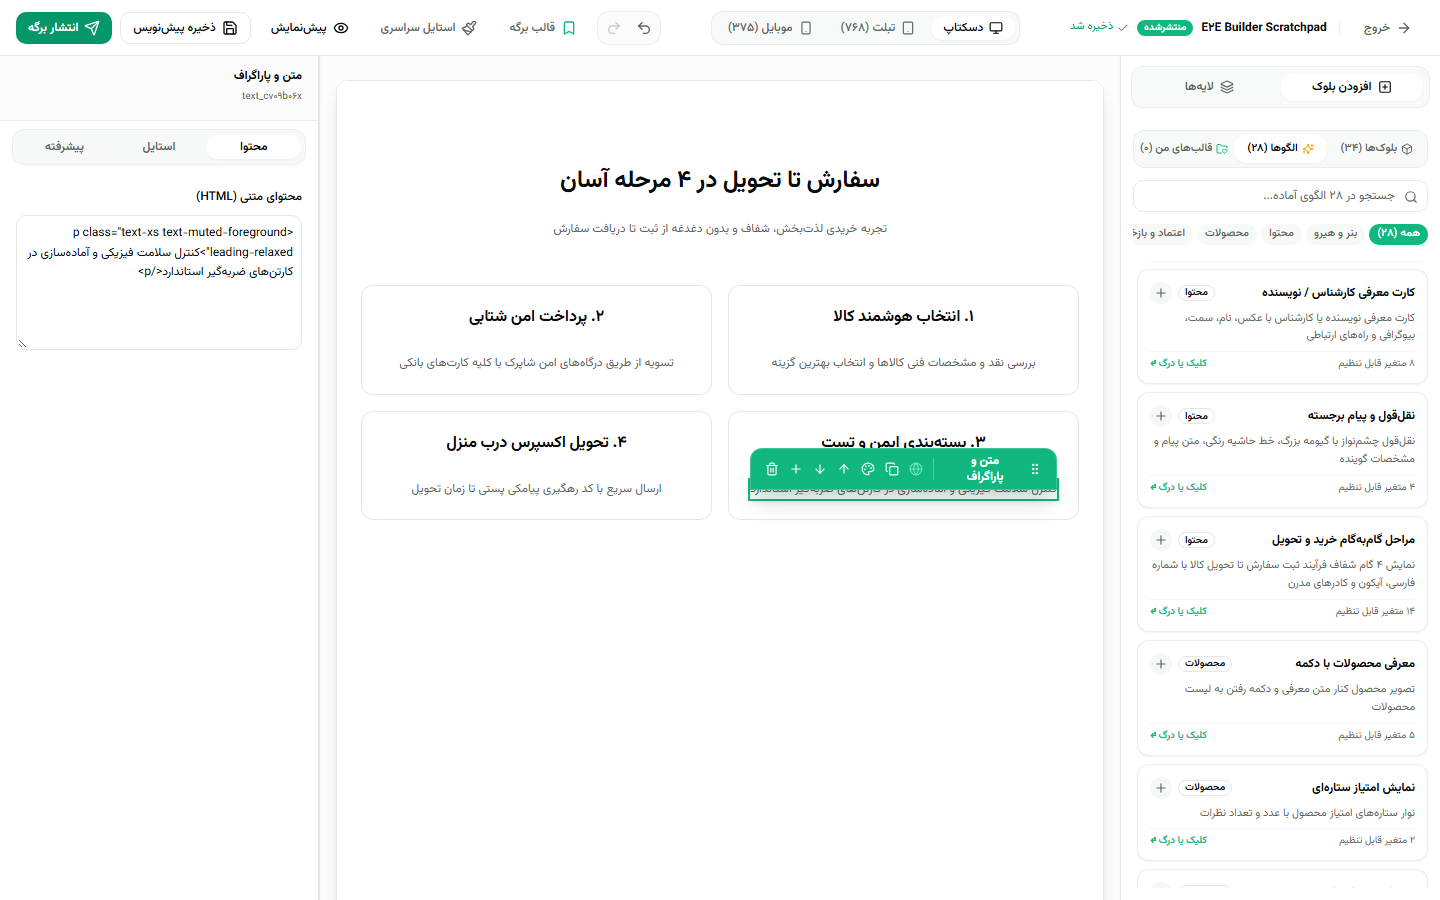 خروج
E۲E Builder Scratchpad
منتشرشده
ذخیره شد
دسکتاپ
تبلت (۷۶۸)
موبایل (۳۷۵)
قالب برگه
استایل سراسری
پیش‌نمایش
ذخیره پیش‌نویس
انتشار برگه
افزودن بلوک
لایه‌ها
بلوک‌ها (۳۴)
الگوها (۲۸)
قالب‌های من (۰)
جستجو در ۲۸ الگوی آماده...
همه (۲۸)
بنر و هیرو
محتوا
محصولات
اعتماد و بازخ
کارت معرفی کارشناس / نویسنده
محتوا
کارت معرفی نویسنده یا کارشناس با عکس، نام، سمت،
بیوگرافی و راه‌های ارتباطی
۸ متغیر قابل تنظیم
کلیک یا درگ
نقل‌قول و پیام برجسته
محتوا
نقل‌قول چشم‌نواز با گیومه بزرگ، خط حاشیه رنگی، متن پیام و
مشخصات گوینده
۴ متغیر قابل تنظیم
کلیک یا درگ
مراحل گام‌به‌گام خرید و تحویل
محتوا
نمایش ۴ گام شفاف فرآیند ثبت سفارش تا تحویل کالا با شماره
فارسی، آیکون و کادرهای مدرن
۱۴ متغیر قابل تنظیم
کلیک یا درگ
معرفی محصولات با دکمه
محصولات
تصویر محصول کنار متن معرفی و دکمه رفتن به لیست
محصولات
۵ متغیر قابل تنظیم
کلیک یا درگ
نمایش امتیاز ستاره‌ای
محصولات
نوار ستاره‌های امتیاز محصول با عدد و تعداد نظرات
۲ متغیر قابل تنظیم
کلیک یا درگ
سفارش تا تحویل در ۴ مرحله آسان
تجربه خریدی لذت‌بخش، شفاف و بدون دغدغه از ثبت تا دریافت سفارش
۱. انتخاب هوشمند کالا
بررسی نقد و مشخصات فنی کالاها و انتخاب بهترین گزینه
۲. پرداخت امن شتابی
تسویه از طریق درگاه‌های امن شاپرک با کلیه کارت‌های بانکی
۳. بسته‌بندی ایمن و تست
متن و
پاراگراف
۴. تحویل اکسپرس درب منزل
ارسال سریع با کد رهگیری پیامکی پستی تا زمان تحویل
متن و پاراگراف
text_cv۰۹b۰۶x
محتوا
استایل
پیشرفته
محتوای متنی (HTML)
<p class="text-xs text-muted-foreground
leading-relaxed">کنترل سلامت فیزیکی و آماده‌سازی در
کارتن‌های ضربه‌گیر استاندارد</p>